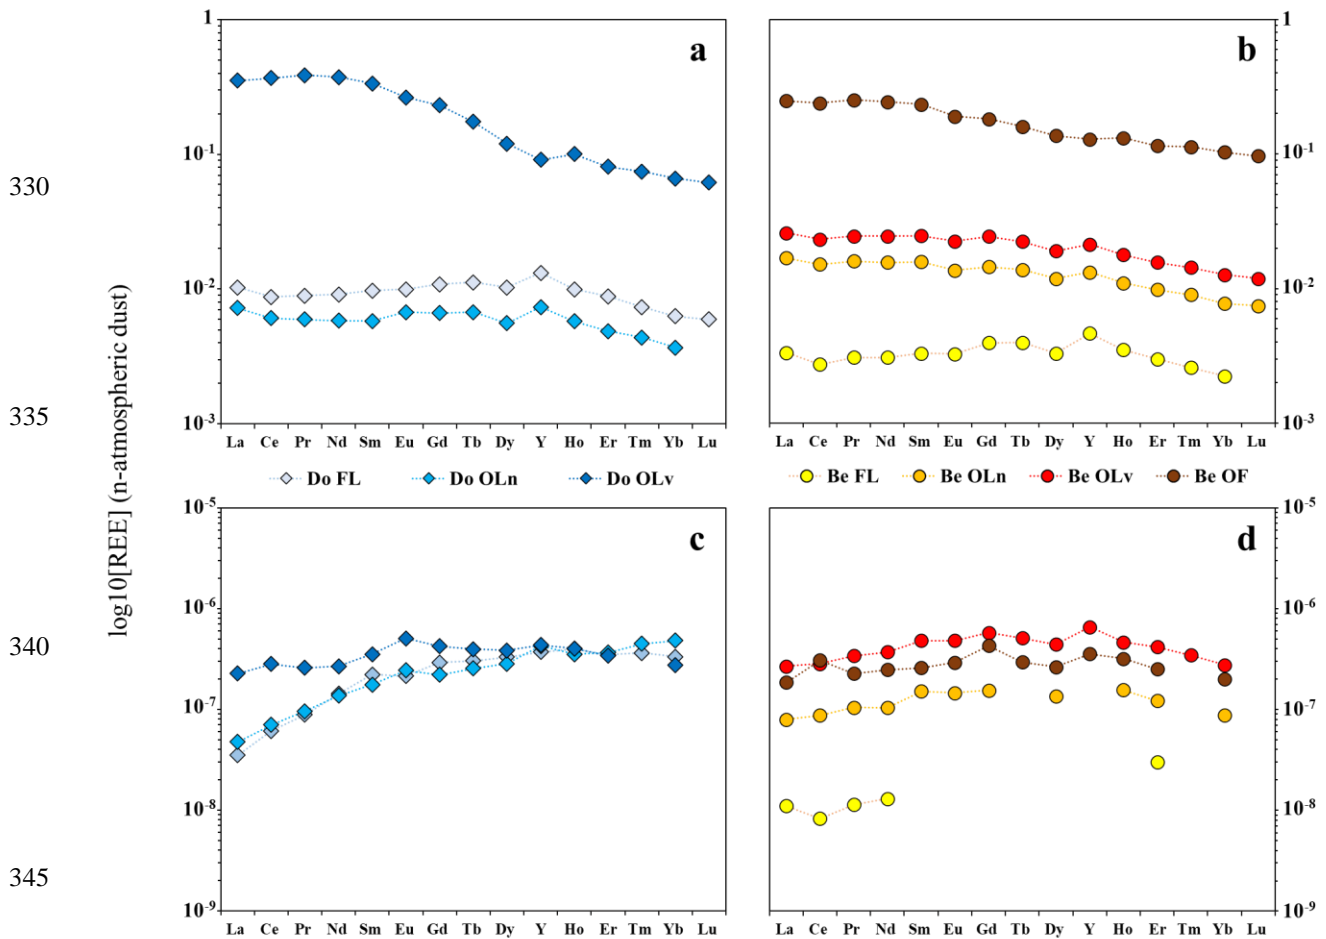 1
a
10-1
10-2
10-3
La Ce Pr Nd Sm Eu Gd Tb Dy Y Ho Er Tm Yb Lu
Do FL Do OLn Do OLv
1
b
10-1
10-2
10-3
La Ce Pr Nd Sm Eu Gd Tb Dy Y Ho Er Tm Yb Lu
Be FL Be OLn Be OLv Be OF
330
335
340
345
log10[REE] (n-atmospheric dust)
10-5
c
10-6
10-7
10-8
10-9
La Ce Pr Nd Sm Eu Gd Tb Dy Y Ho Er Tm Yb Lu
10-5
d
10-6
10-7
10-8
10-9
La Ce Pr Nd Sm Eu Gd Tb Dy Y Ho Er Tm Yb Lu